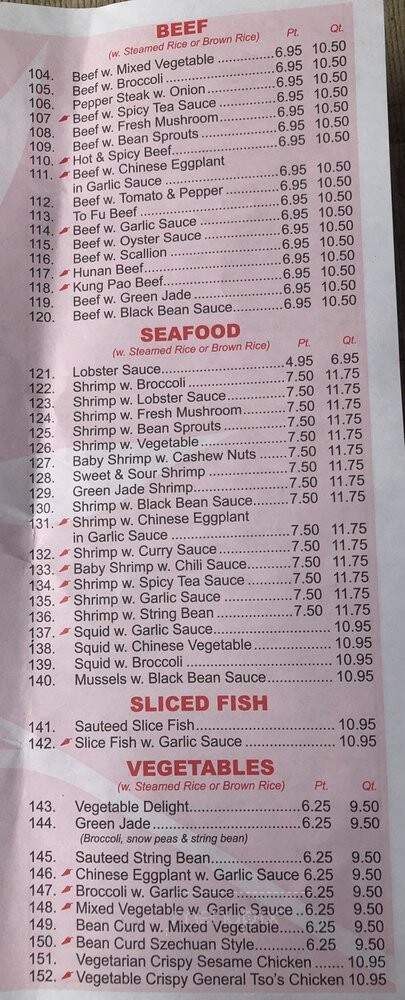 BEEF
(w. Steamed Rice or Brown Rice) Pt. Qt.
104. Beef w. Mixed Vegetable 6.95 10.50
105. Beef w. Broccoli 6.95 10.50
106. Pepper Steak w. Onion 6.95 10.50
107 Beef w. Spicy Tea Sauce 6.95 10.50
108. Beef w. Fresh Mushroom 6.95 10.50
109. Beef w. Bean Sprouts 6.95 10.50
110. Hot & Spicy Beef 6.95 10.50
111. Beef w. Chinese Eggplant
in Garlic Sauce 6.95 10.50
112. Beef w. Tomato & Pepper 6.95 10.50
113. To Fu Beef 6.95 10.50
114. Beef w. Garlic Sauce 6.95 10.50
115. Beef w. Oyster Sauce 6.95 10.50
116. Beef w. Scallion 6.95 10.50
117. Hunan Beef 6.95 10.50
118. Kung Pao Beef 6.95 10.50
119. Beef w. Green Jade 6.95 10.50
120. Beef w. Black Bean Sauce 6.95 10.50
SEAFOOD
(w. Steamed Rice or Brown Rice) Pt. Qt.
121. Lobster Sauce 4.95 6.95
122. Shrimp w. Broccoli 7.50 11.75
123. Shrimp w. Lobster Sauce 7.50 11.75
124. Shrimp w. Fresh Mushroom 7.50 11.75
125. Shrimp w. Bean Sprouts 7.50 11.75
126. Shrimp w. Vegetable 7.50 11.75
127. Baby Shrimp w. Cashew Nuts 7.50 11.75
128. Sweet & Sour Shrimp 7.50 11.75
129. Green Jade Shrimp 7.50 11.75
130. Shrimp w. Black Bean Sauce 7.50 11.75
131. Shrimp w. Chinese Eggplant
in Garlic Sauce 7.50 11.75
132. Shrimp w. Curry Sauce 7.50 11.75
133. Baby Shrimp w. Chili Sauce 7.50 11.75
134. Shrimp w. Spicy Tea Sauce 7.50 11.75
135. Shrimp w. Garlic Sauce 7.50 11.75
136. Shrimp w. String Bean 7.50 11.75
137. Squid w. Garlic Sauce 10.95
138. Squid w. Chinese Vegetable 10.95
139. Squid w. Broccoli 10.95
140. Mussels w. Black Bean Sauce 10.95
SLICED FISH
141. Sauteed Slice Fish 10.95
142. Slice Fish w. Garlic Sauce 10.95
VEGETABLES
(w. Steamed Rice or Brown Rice) Pt. Qt.
143. Vegetable Delight 6.25 9.50
144. Green Jade 6.25 9.50
(Broccoli, snow peas & string bean)
145. Sauteed String Bean 6.25 9.50
146. Chinese Eggplant w. Garlic Sauce 6.25 9.50
147. Broccoli w. Garlic Sauce 6.25 9.50
148. Mixed Vegetable w. Garlic Sauce 6.25 9.50
149. Bean Curd w. Mixed Vegetable 6.25 9.50
150. Bean Curd Szechuan Style 6.25 9.50
151. Vegetarian Crispy Sesame Chicken 10.95
152. Vegetable Crispy General Tso's Chicken 10.95